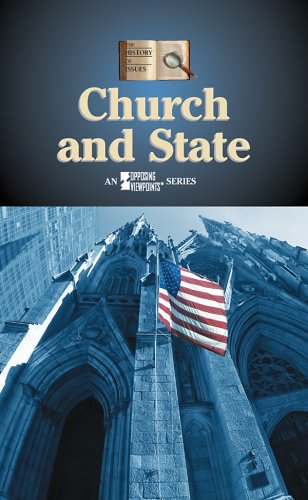 THE
HISTORY
OF
ISSUES
Church
and State
AN OPPOSING VIEWPOINTS® SERIES